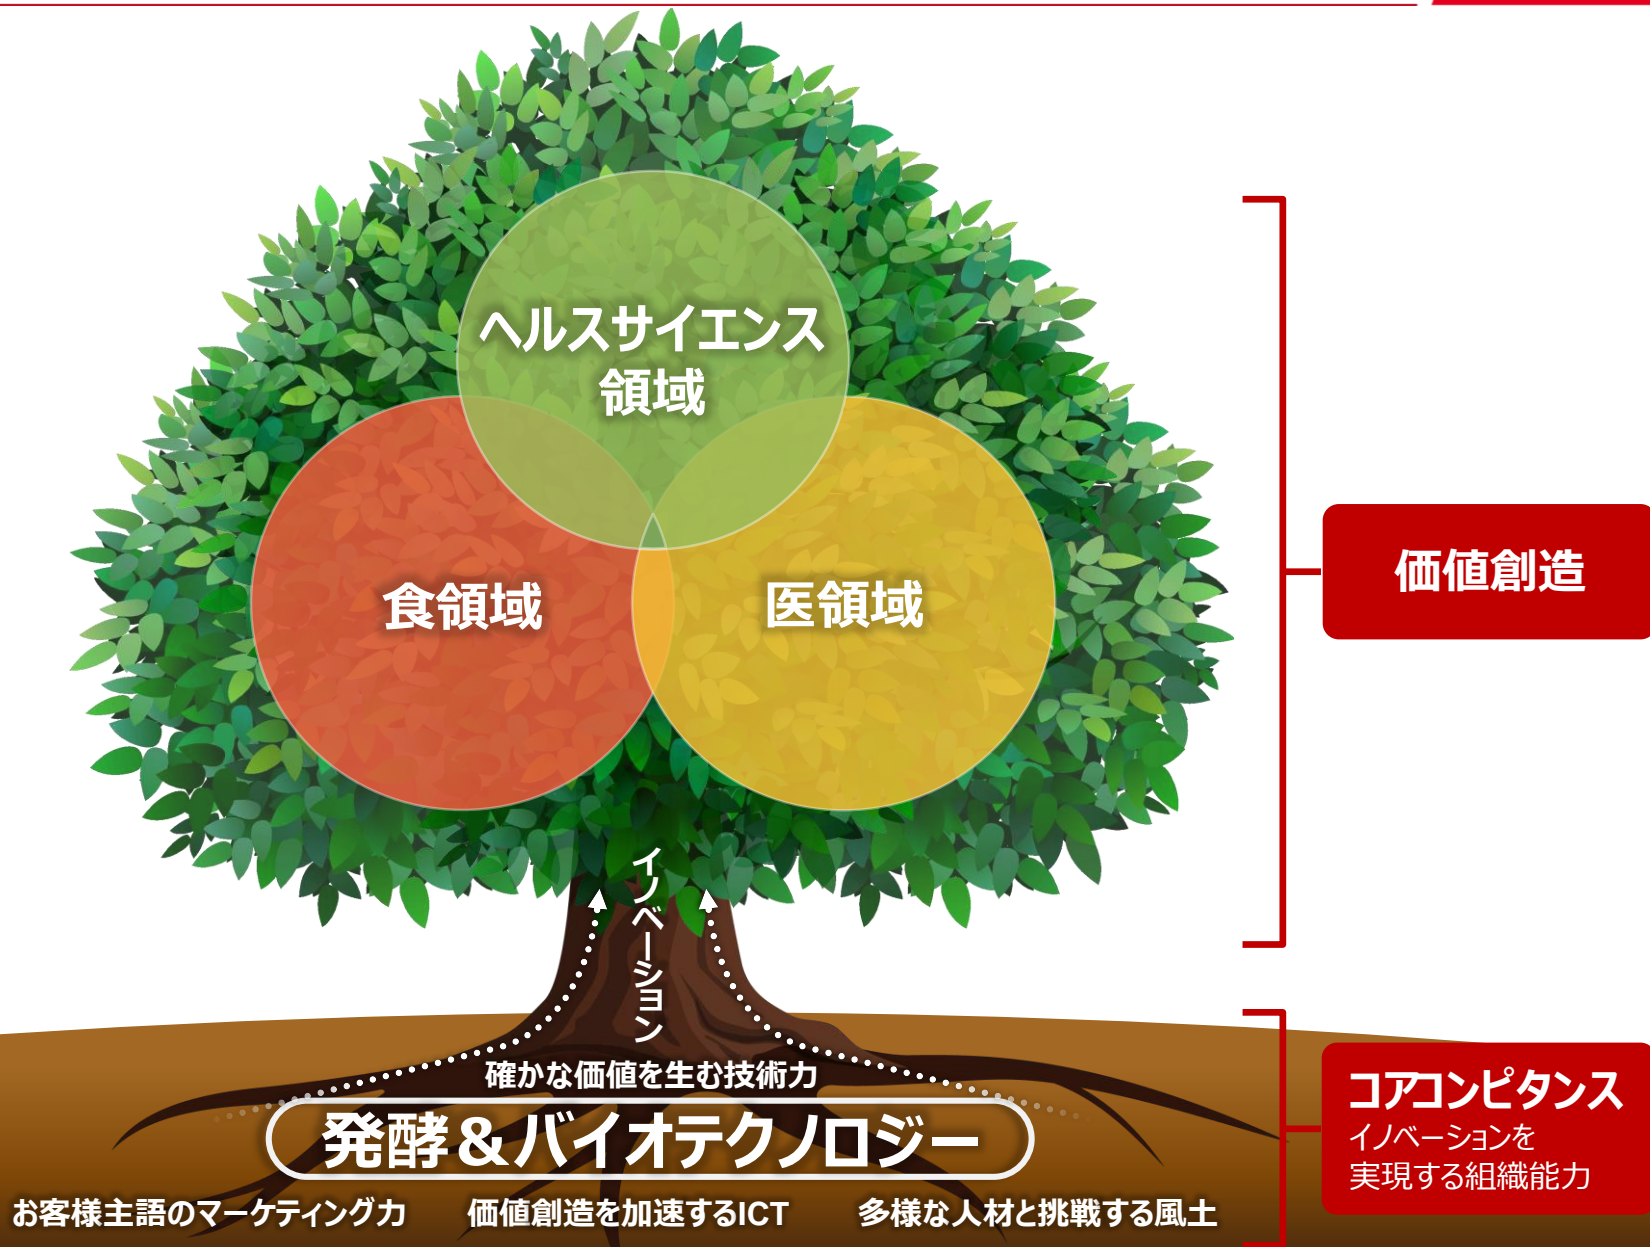 ヘルスサイエンス
領域
食領域
医領域
価値創造
イノベーション
確かな価値を生む技術力
発酵＆バイオテクノロジー
お客様主語のマーケティング力
価値創造を加速するICT
多様な人材と挑戦する風土
コアコンピタンス
イノベーションを
実現する組織能力